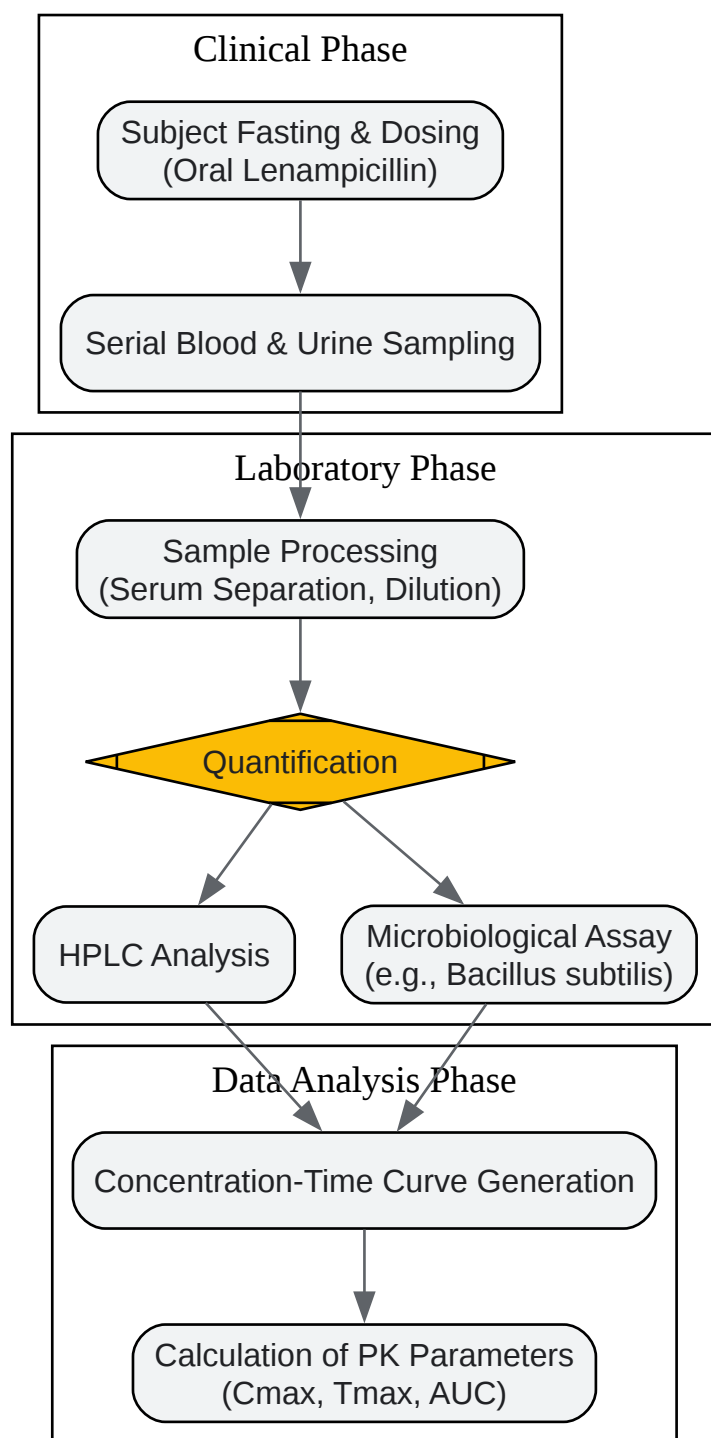 Clinical Phase
Subject Fasting & Dosing
(Oral Lenampicillin)
Serial Blood & Urine Sampling
Laboratory Phase
Sample Processing
(Serum Separation, Dilution)
Quantification
HPLC Analysis
Microbiological Assay
(e.g., Bacillus subtilis)
Data Analysis Phase
Concentration-Time Curve Generation
Calculation of PK Parameters
(Cmax, Tmax, AUC)